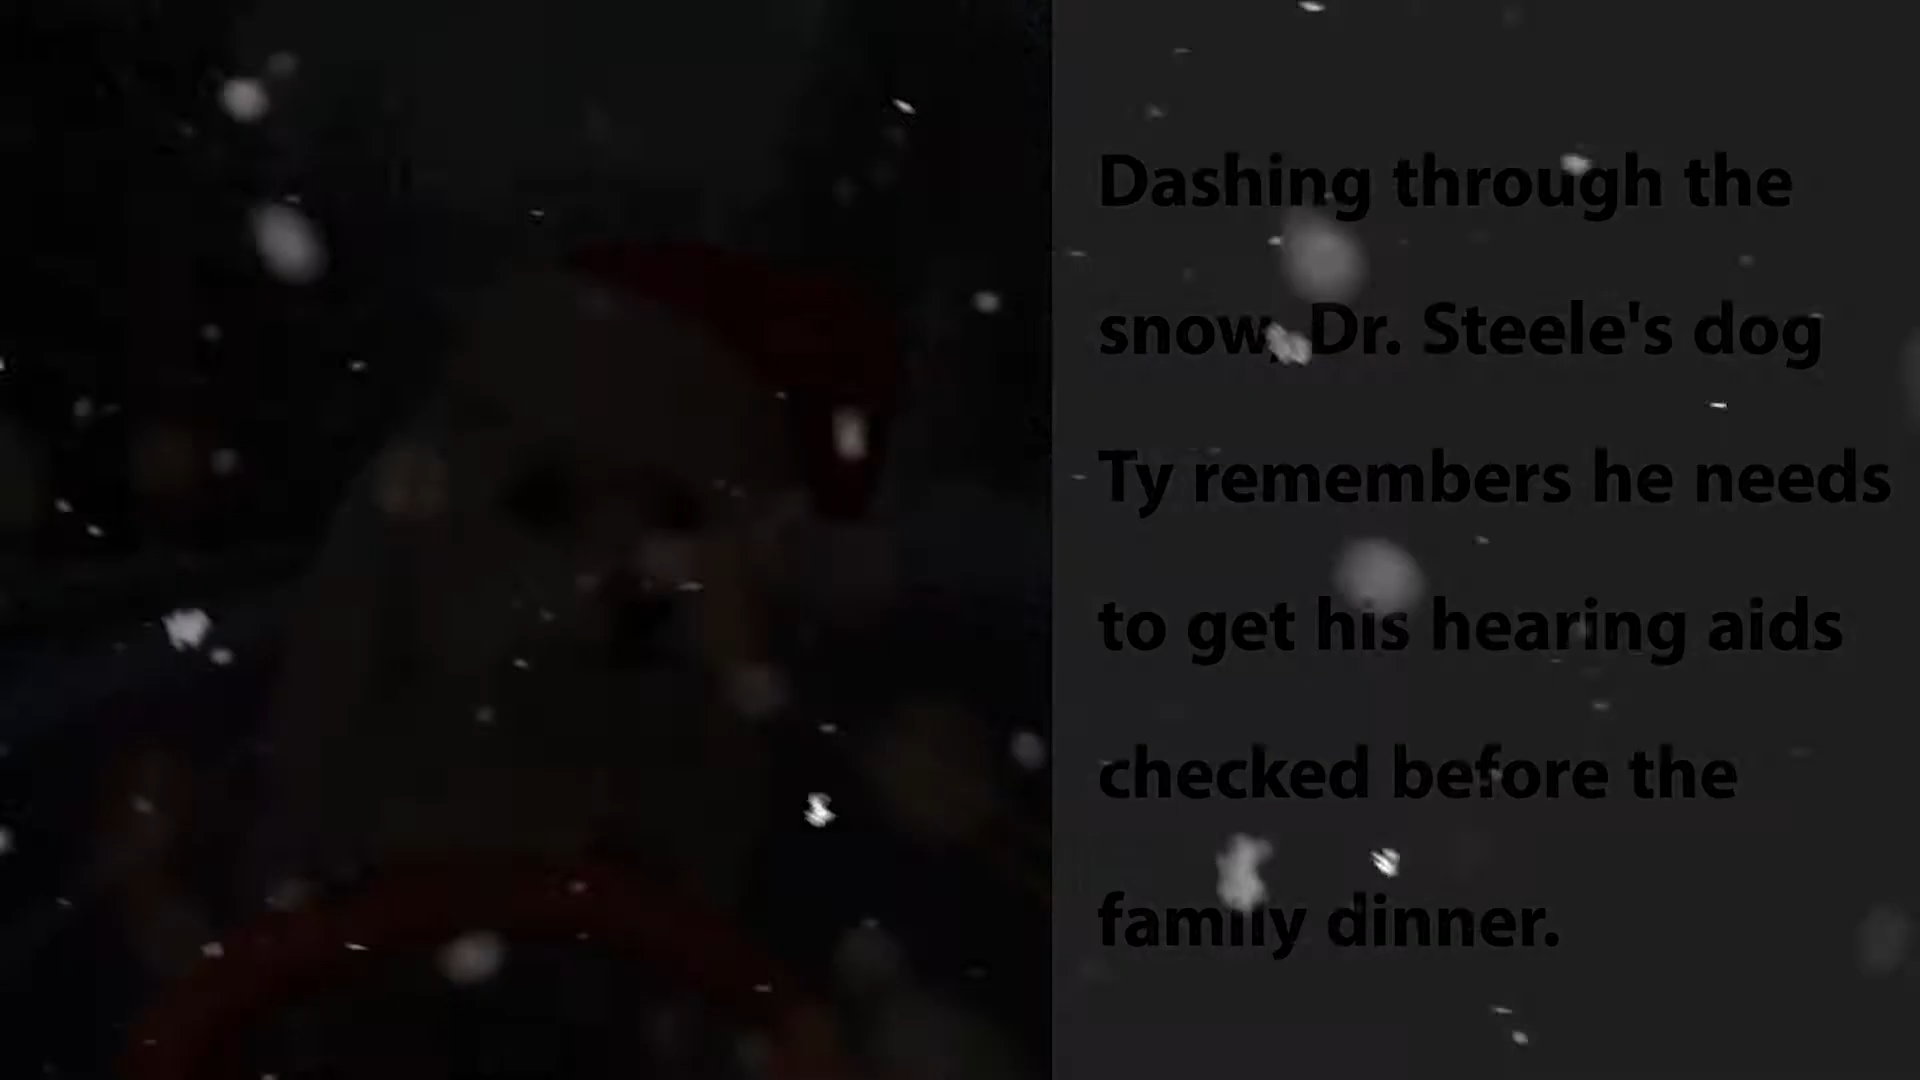 Dashing through the
snow, Dr. Steele's dog
Ty remembers he needs
to get his hearing aids
checked before the
family dinner.